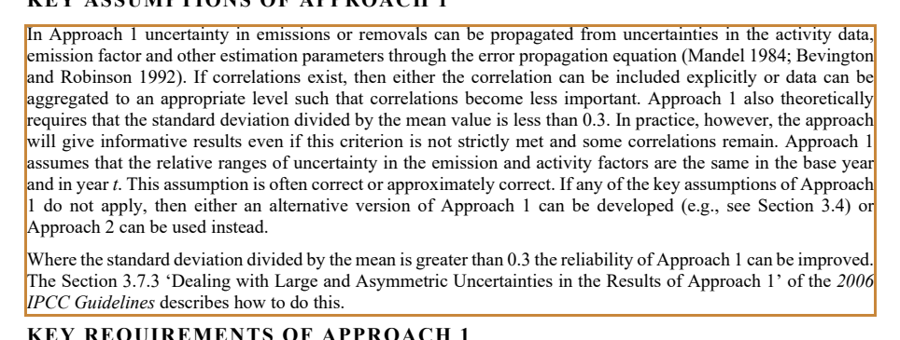 KEY ASSUMPTIONS OF APPROACH 1
In Approach 1 uncertainty in emissions or removals can be propagated from uncertainties in the activity data,
emission factor and other estimation parameters through the error propagation equation (Mandel 1984; Bevington
and Robinson 1992). If correlations exist, then either the correlation can be included explicitly or data can be
aggregated to an appropriate level such that correlations become less important. Approach 1 also theoretically
requires that the standard deviation divided by the mean value is less than 0.3. In practice, however, the approach
will give informative results even if this criterion is not strictly met and some correlations remain. Approach 1
assumes that the relative ranges of uncertainty in the emission and activity factors are the same in the base year
and in year t. This assumption is often correct or approximately correct. If any of the key assumptions of Approach
1 do not apply, then either an alternative version of Approach 1 can be developed (e.g., see Section 3.4) or
Approach 2 can be used instead.
Where the standard deviation divided by the mean is greater than 0.3 the reliability of Approach 1 can be improved.
The Section 3.7.3 ‘Dealing with Large and Asymmetric Uncertainties in the Results of Approach 1’ of the 2006
IPCC Guidelines describes how to do this.
KEY REQUIREMENTS OF APPROACH 1